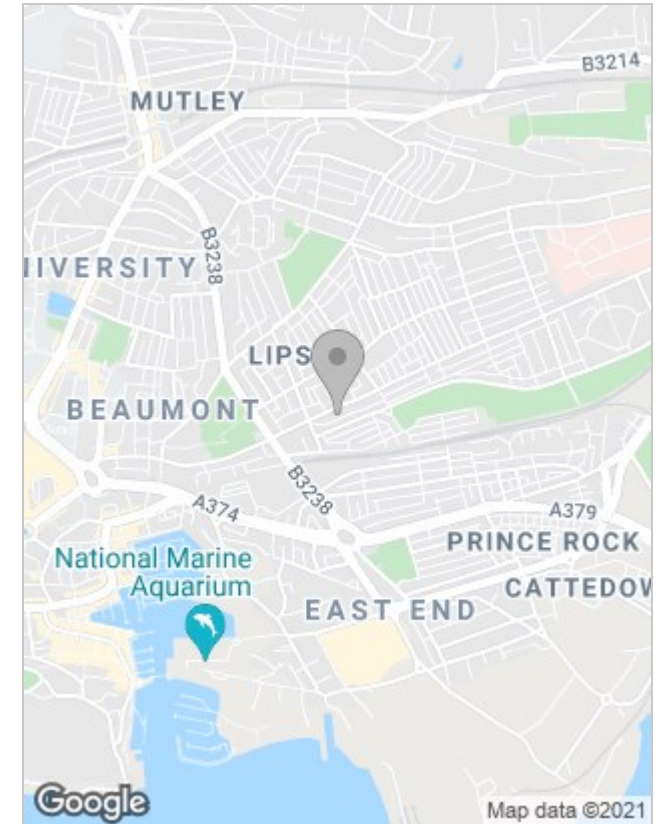 B3214
MUTLEY
B3238
NIVERSITY
LIPS
BEAUMONT
B3238
A374
A379
PRINCE ROCK
National Marine
Aquarium
CATTEDOW
EAST END
Google
Map data ©2021